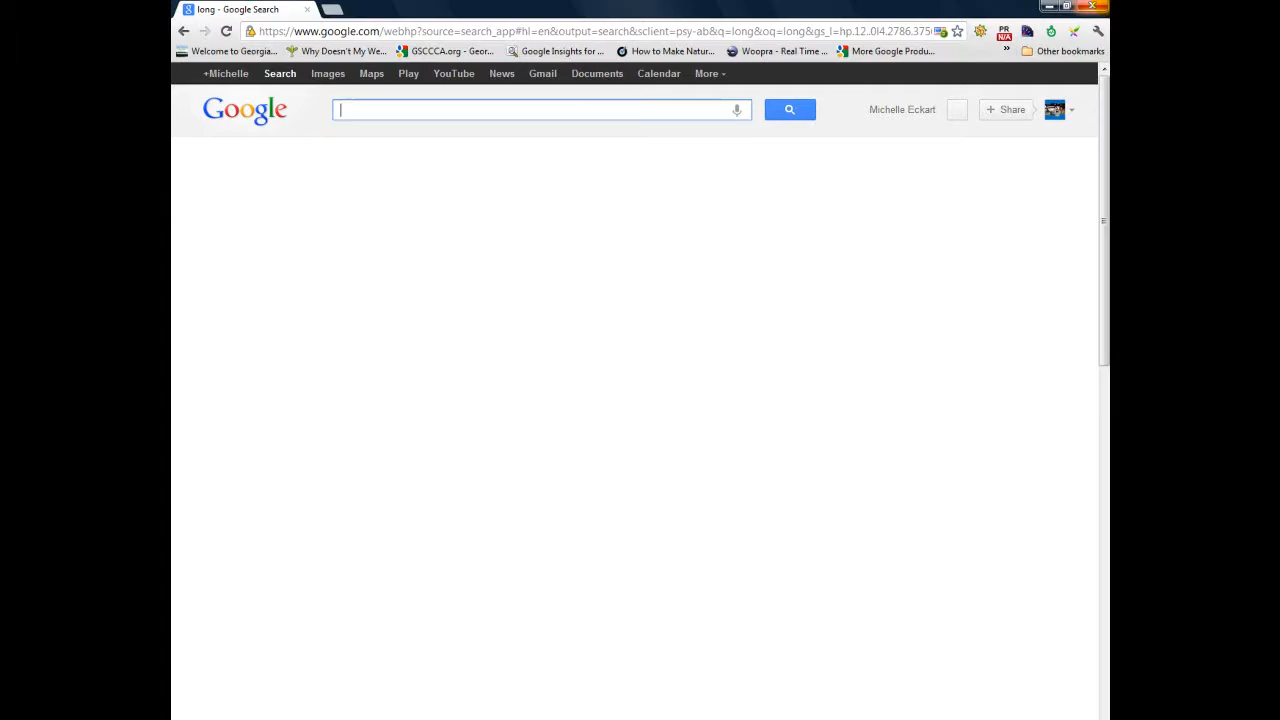 long - Google Search
https://www.google.com/webhp?source=search_app#hl=en&output=search&sclient=psy-ab&q=long&oq=long&gs_l=hp.12.0l4.2786.375
Welcome to Georgia... Why Doesn't My We... GSCCCA.org - Geor... Google Insights for ... How to Make Natur... Woopra - Real Time ... More Google Produ... » Other bookmarks
PR N/A
+Michelle Search Images Maps Play YouTube News Gmail Documents Calendar More
Google Michelle Eckart + Share